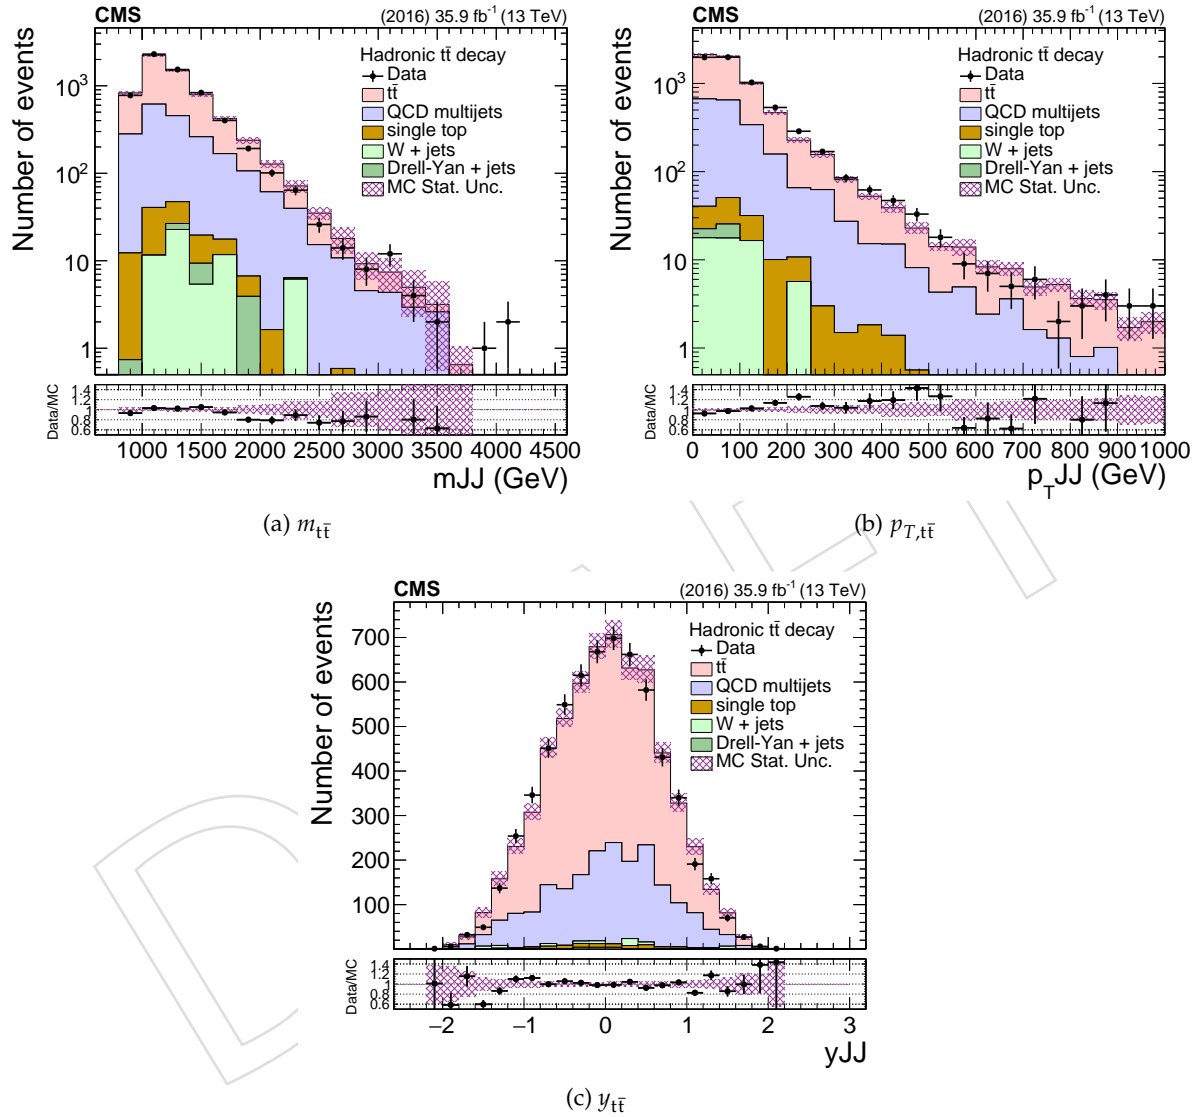 CMS (2016) 35.9 fb⁻¹ (13 TeV)
Number of events
10³
10²
10
1
Hadronic tt̄ decay
Data
tt̄
QCD multijets
single top
W + jets
Drell-Yan + jets
MC Stat. Unc.
Data/MC
1.4
1.2
1
0.8
0.6
1000 1500 2000 2500 3000 3500 4000 4500
mJJ (GeV)
(a) m_tt̄
CMS (2016) 35.9 fb⁻¹ (13 TeV)
Number of events
10³
10²
10
1
Hadronic tt̄ decay
Data
tt̄
QCD multijets
single top
W + jets
Drell-Yan + jets
MC Stat. Unc.
Data/MC
1.4
1.2
1
0.8
0.6
0 100 200 300 400 500 600 700 800 900 1000
p_T JJ (GeV)
(b) p_T,tt̄
CMS (2016) 35.9 fb⁻¹ (13 TeV)
Number of events
700
600
500
400
300
200
100
Hadronic tt̄ decay
Data
tt̄
QCD multijets
single top
W + jets
Drell-Yan + jets
MC Stat. Unc.
Data/MC
1.4
1.2
1
0.8
0.6
−2 −1 0 1 2 3
yJJ
(c) y_tt̄